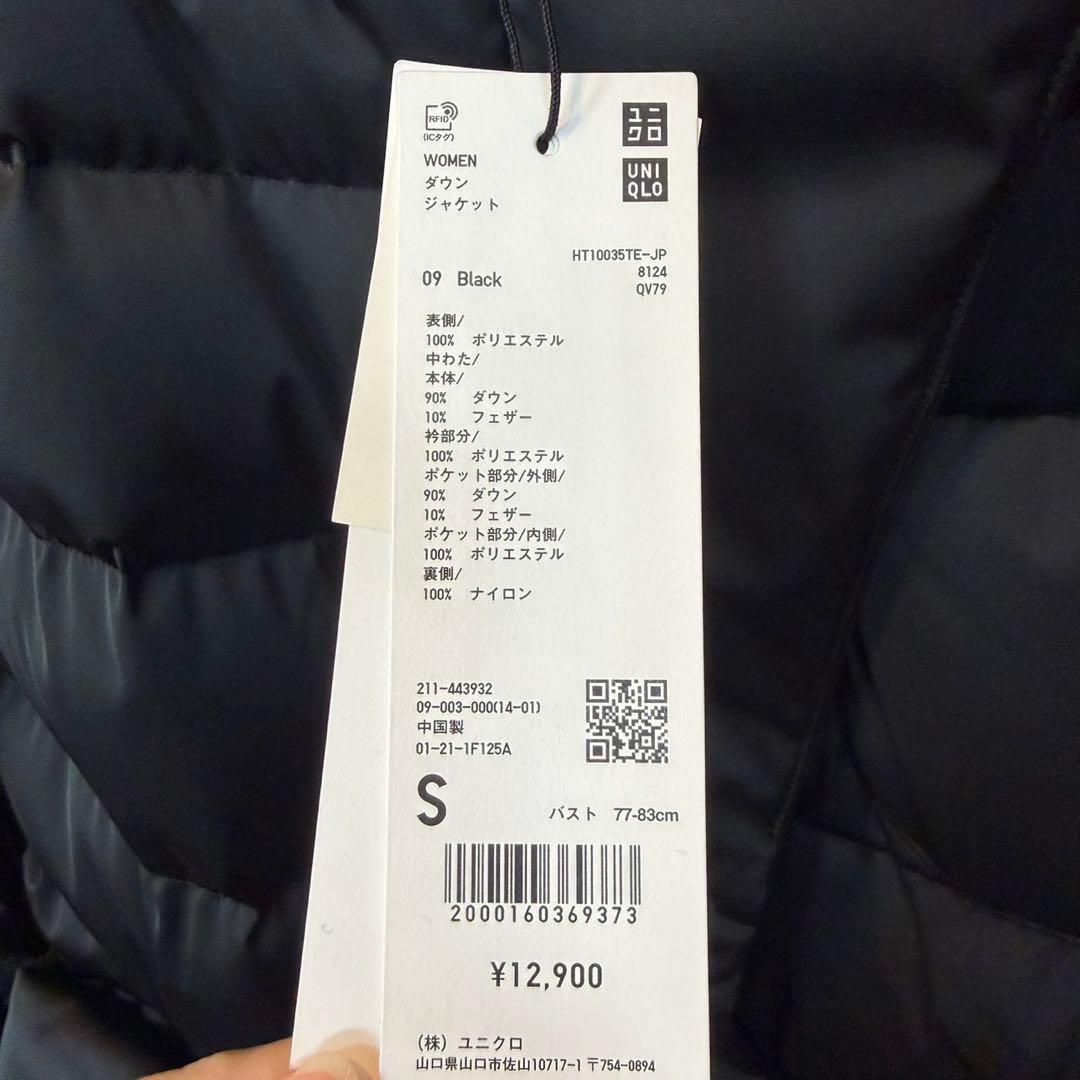 RFID
(ICタグ)
ユニ
クロ
UNI
QLO
WOMEN
ダウン
ジャケット
HT10035TE-JP
8124
QV79
09 Black
表側/
100% ポリエステル
中わた/
本体/
90% ダウン
10% フェザー
衿部分/
100% ポリエステル
ポケット部分/外側/
90% ダウン
10% フェザー
ポケット部分/内側/
100% ポリエステル
裏側/
100% ナイロン
211-443932
09-003-000(14-01)
中国製
01-21-1F125A
S
バスト 77-83cm
2000160369373
¥12,900
(株) ユニクロ
山口県山口市佐山10717-1 〒754-0894